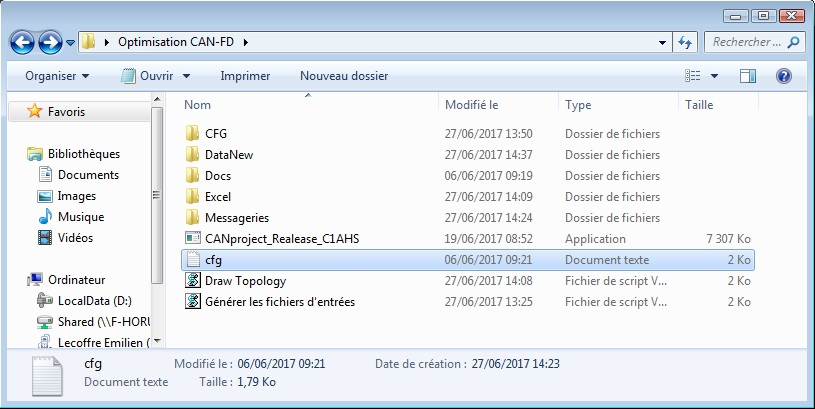 Optimisation CAN-FD
Rechercher ...
Organiser Ouvrir Imprimer Nouveau dossier
Favoris
Bibliothèques
Documents
Images
Musique
Vidéos
Ordinateur
LocalData (D:)
Shared (\\F-HORU
Lecoffre Emilien (
Nom Modifié le Type Taille
CFG 27/06/2017 13:50 Dossier de fichiers
DataNew 27/06/2017 14:37 Dossier de fichiers
Docs 06/06/2017 09:19 Dossier de fichiers
Excel 27/06/2017 14:09 Dossier de fichiers
Messageries 27/06/2017 14:24 Dossier de fichiers
CANproject_Realease_C1AHS 19/06/2017 08:52 Application 7 307 Ko
cfg 06/06/2017 09:21 Document texte 2 Ko
Draw Topology 27/06/2017 14:08 Fichier de script V... 2 Ko
Générer les fichiers d'entrées 27/06/2017 13:25 Fichier de script V... 2 Ko
cfg Modifié le : 06/06/2017 09:21 Date de création : 27/06/2017 14:23
Document texte Taille : 1,79 Ko